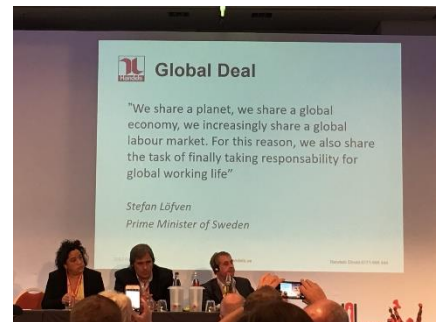 Handels
Global Deal
"We share a planet, we share a global
economy, we increasingly share a global
labour market. For this reason, we also share
the task of finally taking responsability for
global working life”
Stefan Löfven
Prime Minister of Sweden